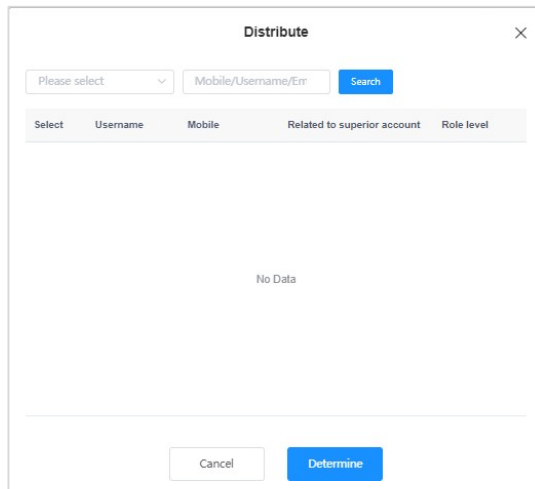 Distribute
Please select Mobile/Username/Em Search
Select Username Mobile Related to superior account Role level
No Data
Cancel Determine